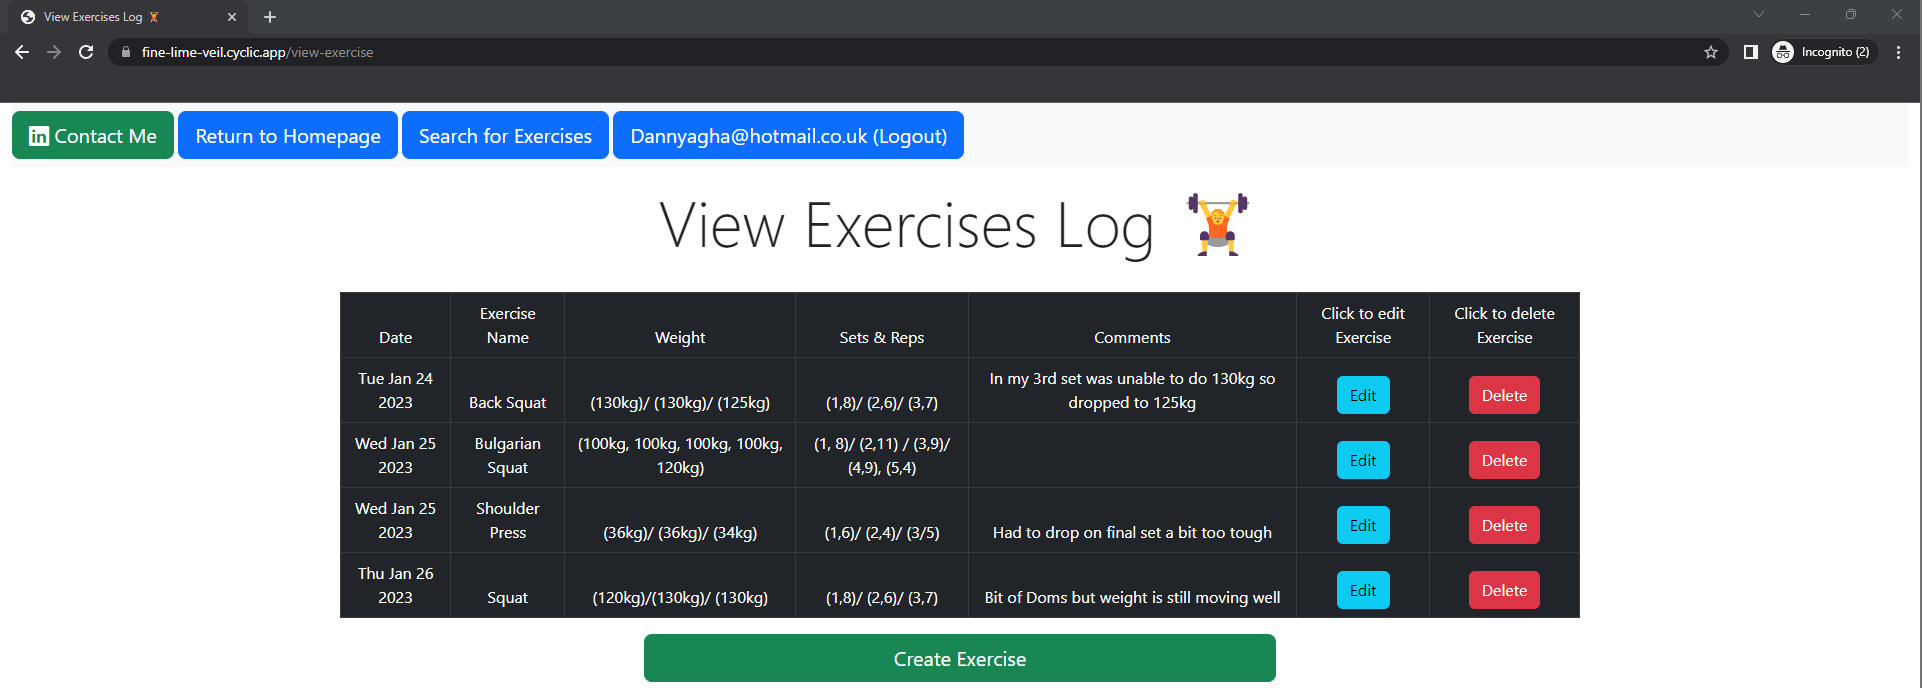 View Exercises Log
fine-lime-veil.cyclic.app/view-exercise
Incognito (2)
in Contact Me
Return to Homepage
Search for Exercises
Dannyagha@hotmail.co.uk (Logout)
View Exercises Log
Date
Exercise
Name
Weight
Sets & Reps
Comments
Click to edit
Exercise
Click to delete
Exercise
Tue Jan 24
2023
Back Squat
(130kg)/ (130kg)/ (125kg)
(1,8)/ (2,6)/ (3,7)
In my 3rd set was unable to do 130kg so
dropped to 125kg
Edit
Delete
Wed Jan 25
2023
Bulgarian
Squat
(100kg, 100kg, 100kg, 100kg,
120kg)
(1, 8)/ (2,11) / (3,9)/
(4,9), (5,4)
Edit
Delete
Wed Jan 25
2023
Shoulder
Press
(36kg)/ (36kg)/ (34kg)
(1,6)/ (2,4)/ (3/5)
Had to drop on final set a bit too tough
Edit
Delete
Thu Jan 26
2023
Squat
(120kg)/(130kg)/ (130kg)
(1,8)/ (2,6)/ (3,7)
Bit of Doms but weight is still moving well
Edit
Delete
Create Exercise